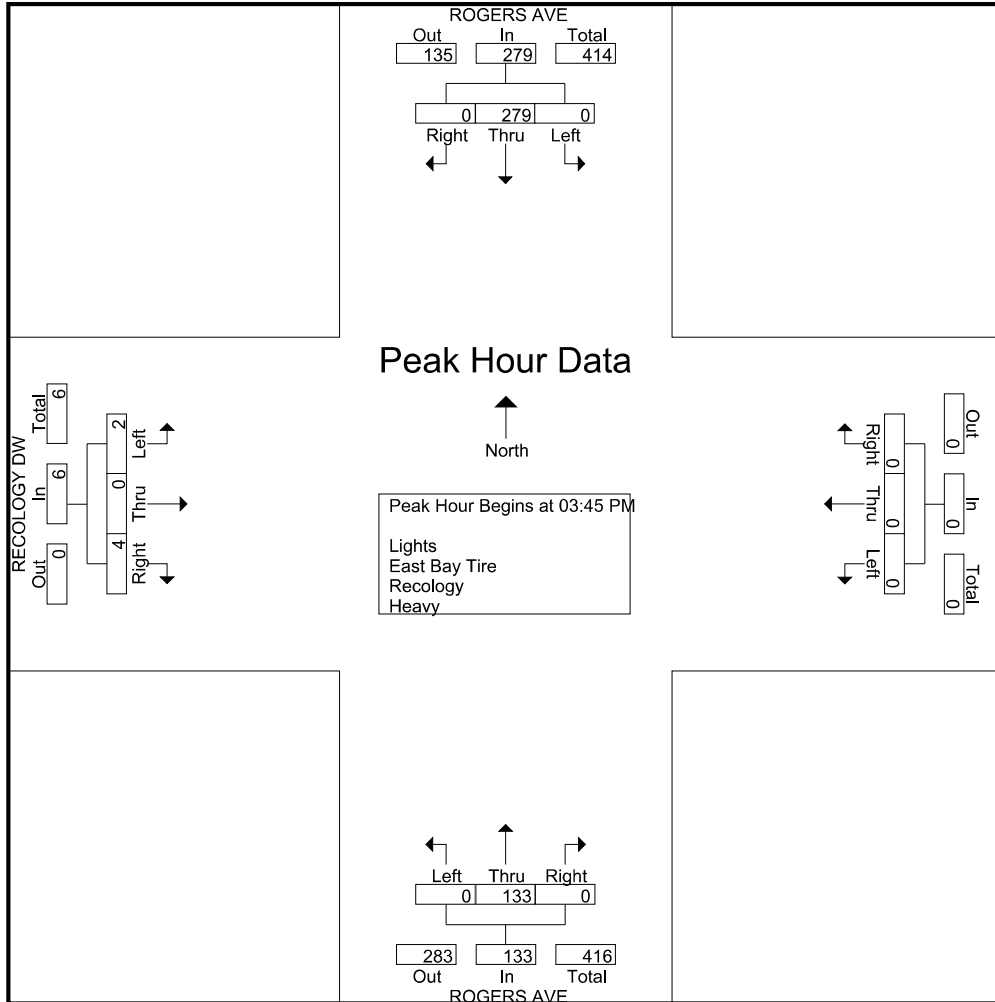 ROGERS AVE
Out In Total
135 279 414
0 279 0
Right Thru Left
Peak Hour Data
North
Peak Hour Begins at 03:45 PM
Lights
East Bay Tire
Recology
Heavy
RECOLOGY DW
Out In Total
0 6 6
4 0 2
Right Thru Left
Out In Total
0 0 0
0 0 0
Right Thru Left
Left Thru Right
0 133 0
283 133 416
Out In Total
ROGERS AVE